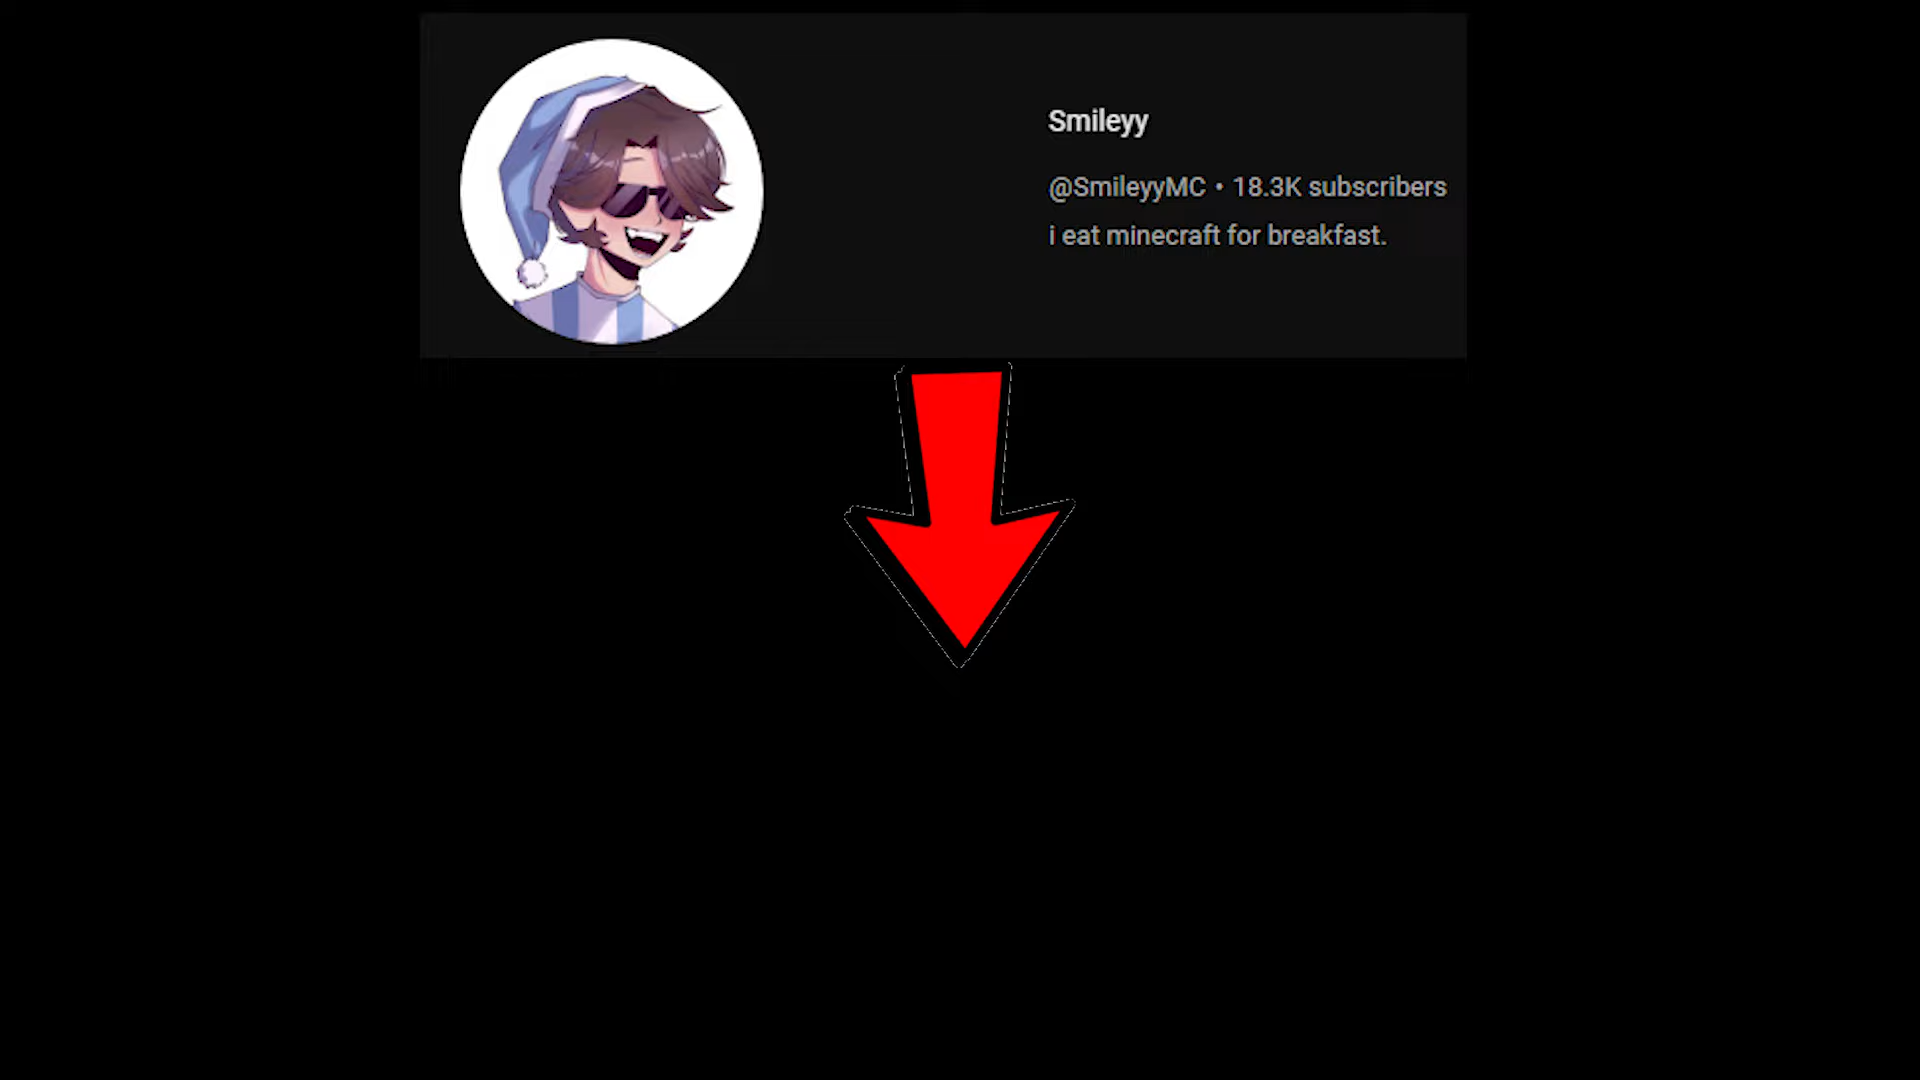 Smileyy
@SmileyyMC • 18.3K subscribers
i eat minecraft for breakfast.